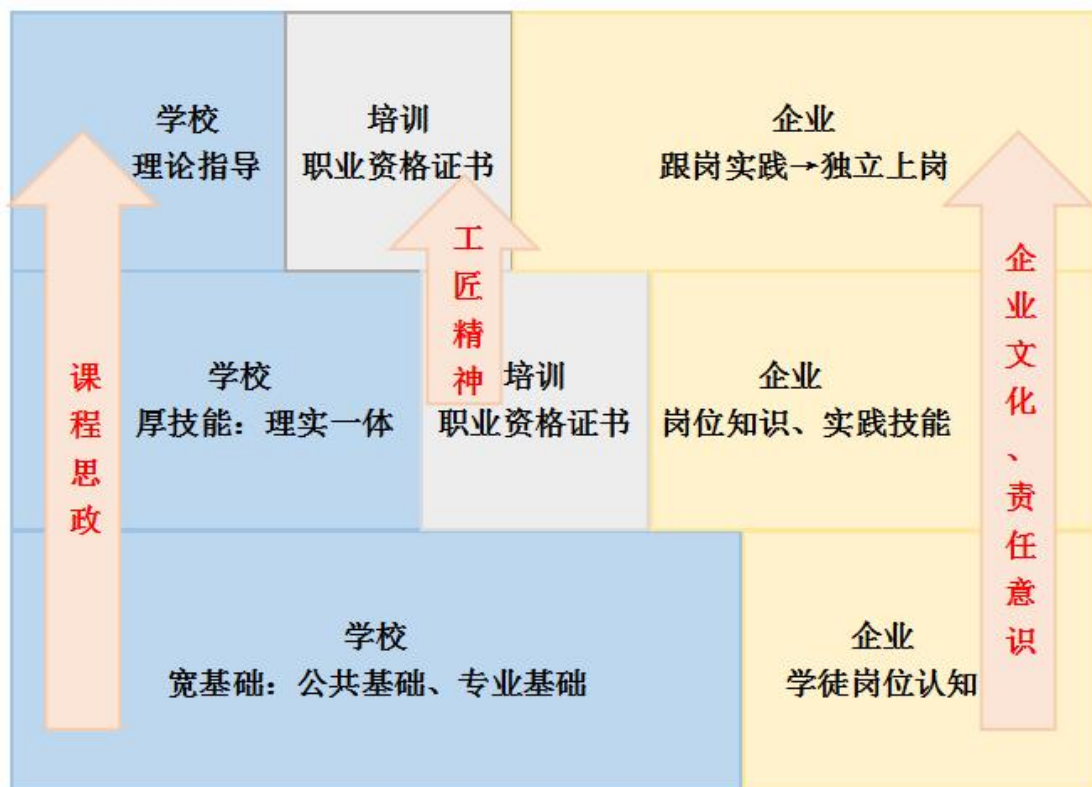 学校
理论指导
培训
职业资格证书
企业
跟岗实践→独立上岗
工匠精神
企业文化、责任意识
课程思政
学校
厚技能：理实一体
培训
职业资格证书
企业
岗位知识、实践技能
学校
宽基础：公共基础、专业基础
企业
学徒岗位认知